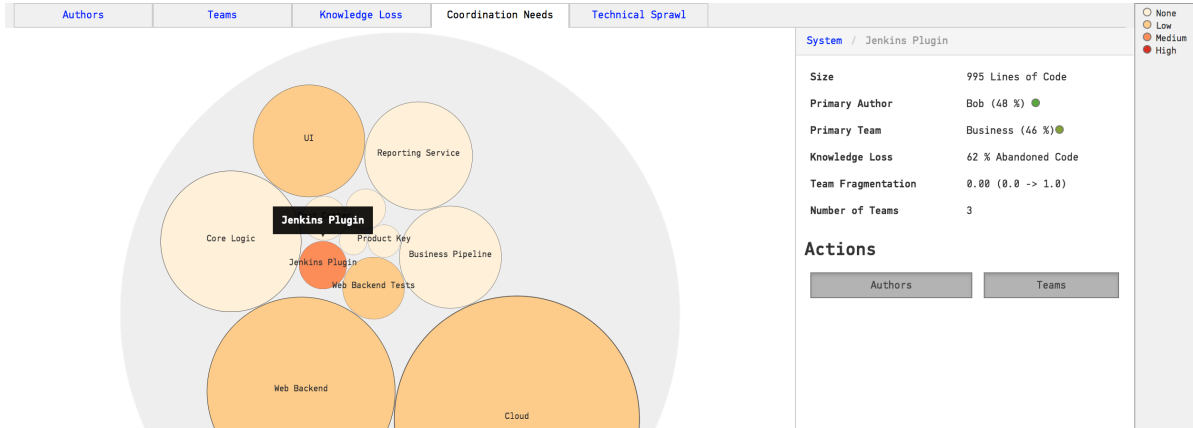 Authors
Teams
Knowledge Loss
Coordination Needs
Technical Sprawl
None
Low
Medium
High
System / Jenkins Plugin
Size 995 Lines of Code
Primary Author Bob (48 %)
Primary Team Business (46 %)
Knowledge Loss 62 % Abandoned Code
Team Fragmentation 0.00 (0.0 -> 1.0)
Number of Teams 3
Actions
Authors
Teams
UI
Reporting Service
Jenkins Plugin
Core Logic
Product Key
Business Pipeline
Jenkins Plugin
Web Backend Tests
Web Backend
Cloud